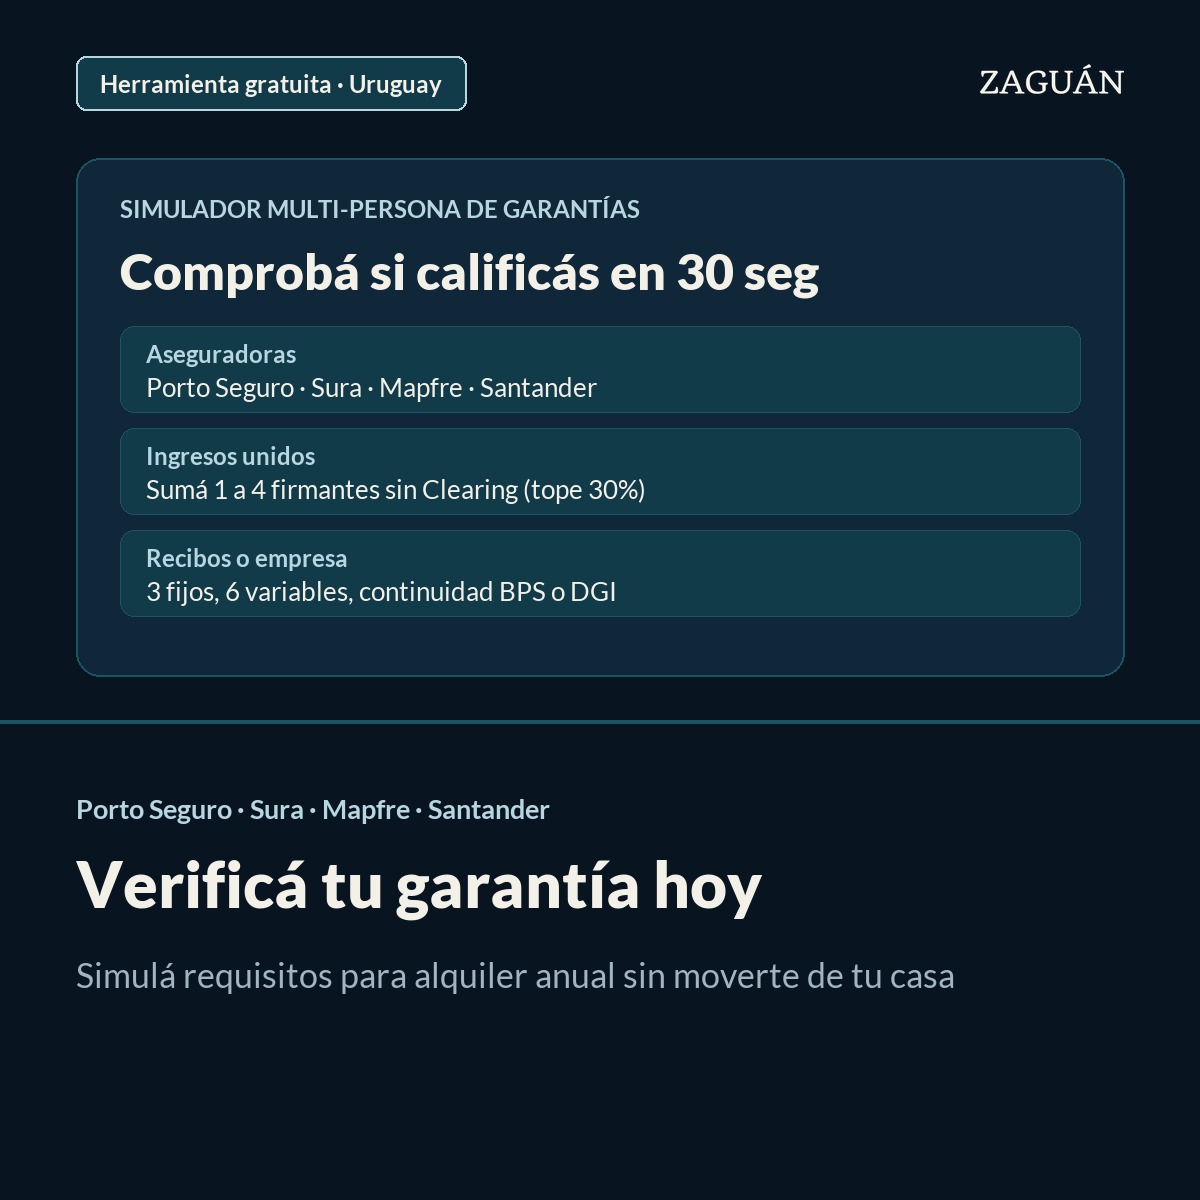 Herramienta gratuita · Uruguay
ZAGUÁN
SIMULADOR MULTI-PERSONA DE GARANTÍAS
Comprobá si calificás en 30 seg
Aseguradoras
Porto Seguro · Sura · Mapfre · Santander
Ingresos unidos
Sumá 1 a 4 firmantes sin Clearing (tope 30%)
Recibos o empresa
3 fijos, 6 variables, continuidad BPS o DGI
Porto Seguro · Sura · Mapfre · Santander
Verificá tu garantía hoy
Simulá requisitos para alquiler anual sin moverte de tu casa